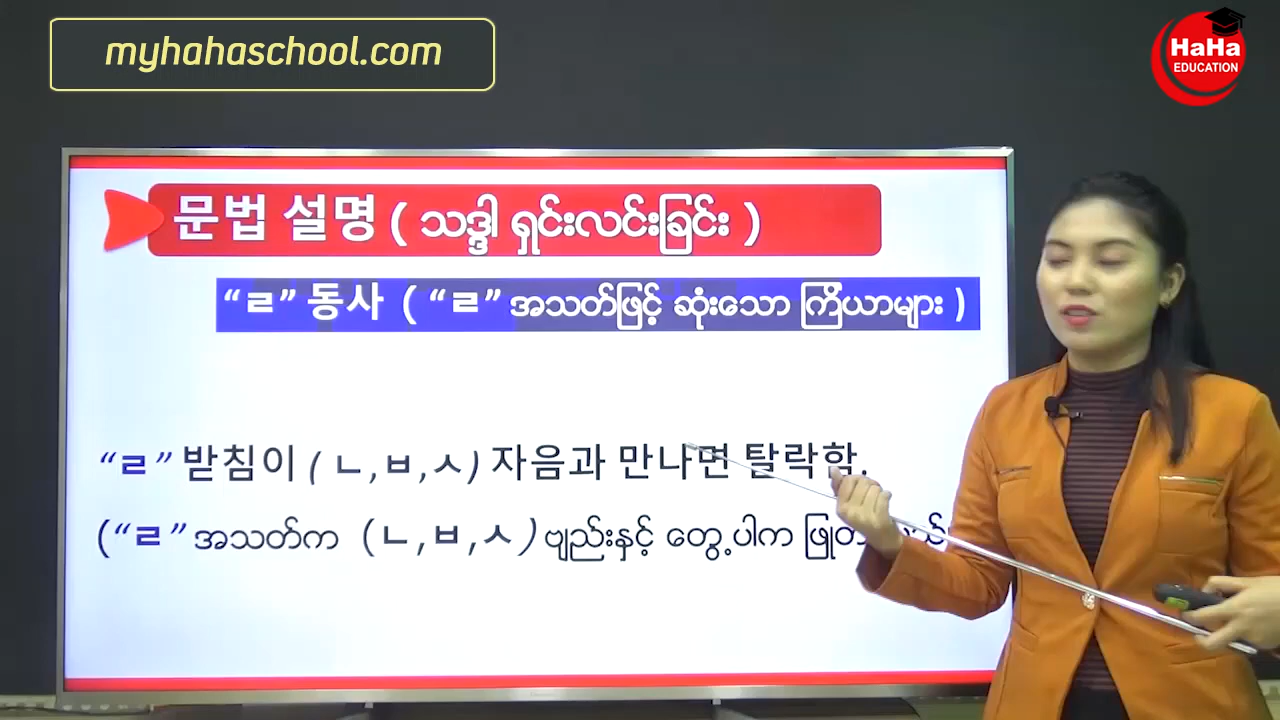 myhahaschool.com
HaHa
EDUCATION
문법 설명 ( သဒ္ဒါ ရှင်းလင်းခြင်း )
“ㄹ” 동사 ( “ㄹ” အသတ်ဖြင့် ဆုံးသော ကြိယာများ )
“ㄹ” 받침이 ( ㄴ,ㅂ,ㅅ) 자음과 만나면 탈락함.
(“ㄹ” အသတ်က (ㄴ,ㅂ,ㅅ) ဗျည်းနှင့် တွေ့ပါက